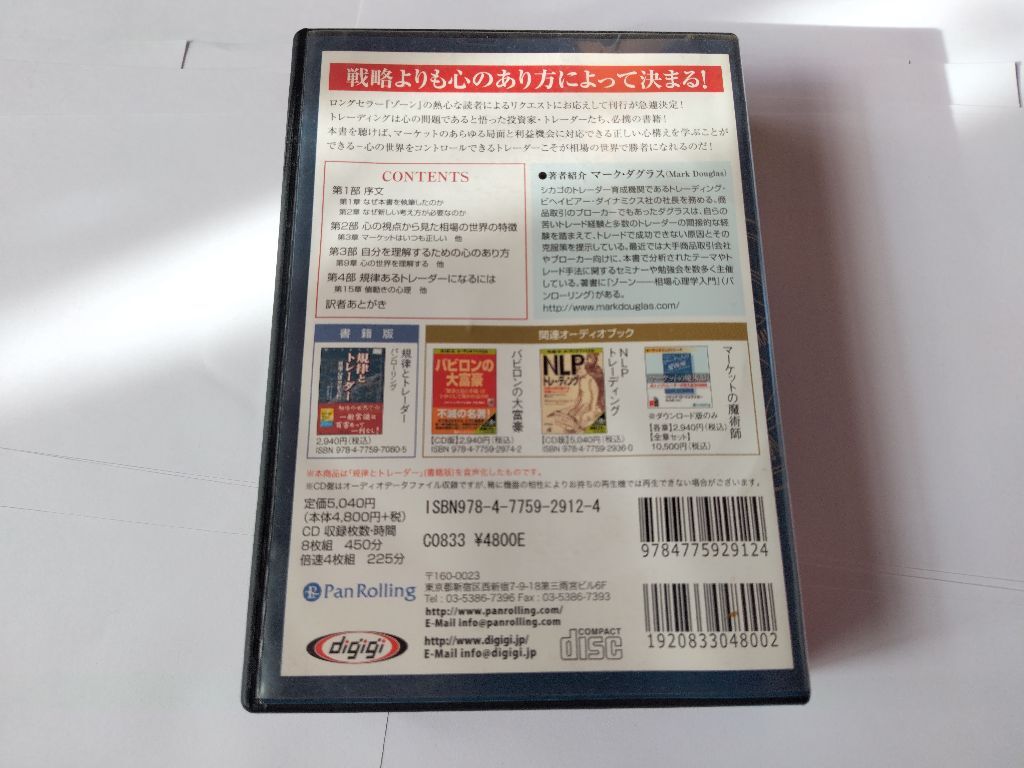 戦略よりも心のあり方によって決まる!
ロングセラー『ゾーン』の熱心な読者によるリクエストにお応えして刊行が急遽決定!
トレーディングは心の問題であると悟った投資家・トレーダーたち、必携の書籍!
本書を聴けば、マーケットのあらゆる局面と利益機会に対応できる正しい心構えを学ぶことが
できる−心の世界をコントロールできるトレーダーこそが相場の世界で勝者になれるのだ!
CONTENTS
第1部 序文
第1章 なぜ本書を執筆したのか
第2章 なぜ新しい考え方が必要なのか
第2部 心の視点から見た相場の世界の特徴
第3章 マーケットはいつも正しい 他
第3部 自分を理解するための心のあり方
第9章 心の世界を理解する 他
第4部 規律あるトレーダーになるには
第15章 値動きの心理 他
訳者あとがき
●著者紹介 マーク・ダグラス(Mark Douglas)
シカゴのトレーダー育成機関であるトレーディング・
ビヘイビアー・ダイナミクス社の社長を務める。商
品取引のブローカーでもあったダグラスは、自らの
苦いトレード経験と多数のトレーダーの間接的な経
験を踏まえて、トレードで成功できない原因とその
克服策を提示している。最近では大手商品取引会社
やブローカー向けに、本書で分析されたテーマやト
レード手法に関するセミナーや勉強会を数多く主催
している。著書に『ゾーン──相場心理学入門』(パ
ンローリング)がある。
http://www.markdouglas.com/
書籍版
規律と
トレーダー
規律とトレーダー
パンローリング
2,940円(税込)
ISBN 978-4-7759-7080-5
関連オーディオブック
バビロンの
大富豪
不滅の名著!
バビロンの大富豪
【CD版】2,940円(税込)
ISBN 978-4-7759-2974-2
NLP
トレーディング
NLP
トレーディング
【CD版】5,040円(税込)
ISBN 978-4-7759-2936-0
マーケットの魔術師
※ダウンロード版のみ
【各章】2,940円(税込)
【全章セット】
10,500円(税込)
※本商品は「規律とトレーダー」(書籍版)を音声化したものです。
※CD盤はオーディオデータファイル収録ですが、稀に機器の相性によりお持ちの再生機では再生できない場合がございます。
定価5,040円
(本体4,800円+税)
CD 収録枚数・時間
8枚組 450分
倍速4枚組 225分
ISBN978-4-7759-2912-4
C0833 ¥4800E
9784775929124
PanRolling
〒160-0023
東京都新宿区西新宿7-9-18第三雨宮ビル6F
Tel : 03-5386-7396 Fax : 03-5386-7393
http://www.panrolling.com/
E-Mail info@panrolling.com
digigi
http://www.digigi.jp/
E-Mail info@digigi.jp
COMPACT
disc
1920833048002